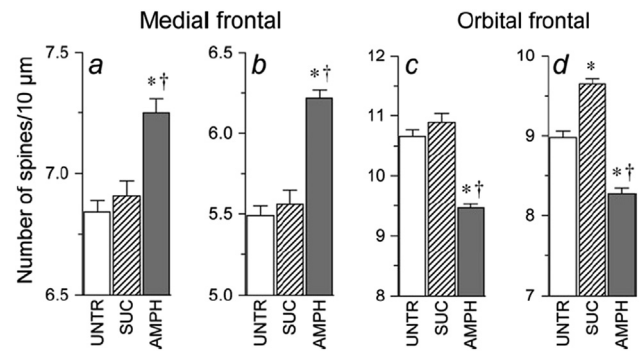 Medial frontal Orbital frontal
Number of spines/10 µm
a
7.5
7.0
6.5
*†
UNTR SUC AMPH
b
6.5
6.0
5.5
5.0
*†
UNTR SUC AMPH
c
12
11
10
9
8
*†
UNTR SUC AMPH
d
10
9
8
7
*
*†
UNTR SUC AMPH